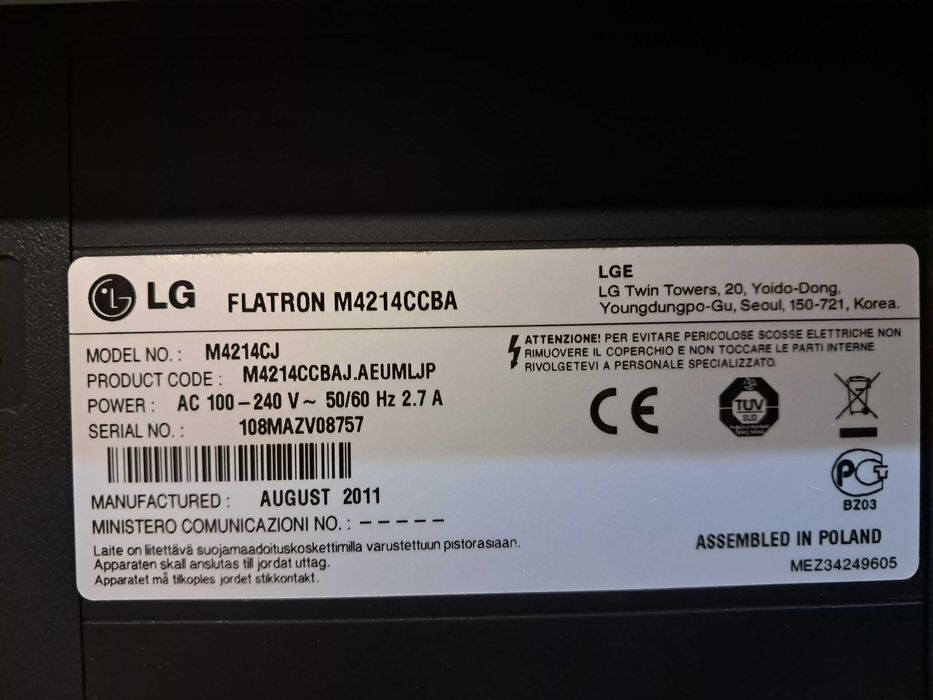 LG FLATRON M4214CCBA
LGE
LG Twin Towers, 20, Yoido-Dong,
Youngdungpo-Gu, Seoul, 150-721, Korea.
MODEL NO. : M4214CJ
PRODUCT CODE : M4214CCBAJ.AEUMLJP
POWER : AC 100-240 V~ 50/60 Hz 2.7 A
SERIAL NO. : 108MAZV08757
MANUFACTURED : AUGUST 2011
MINISTERO COMUNICAZIONI NO. : - - - - -
Laite on liitettävä suojamaadoituskoskettimilla varustettuun pistorasiaan.
Apparaten skall anslutas till jordat uttag.
Apparatet må tilkoples jordet stikkontakt.
ATTENZIONE! PER EVITARE PERICOLOSE SCOSSE ELETTRICHE NON
RIMUOVERE IL COPERCHIO E NON TOCCARE LE PARTI INTERNE.
RIVOLGETEVI A PERSONALE SPECIALIZZATO.
CE
TUV
SUD
PCT
BZ03
ASSEMBLED IN POLAND
MEZ34249605